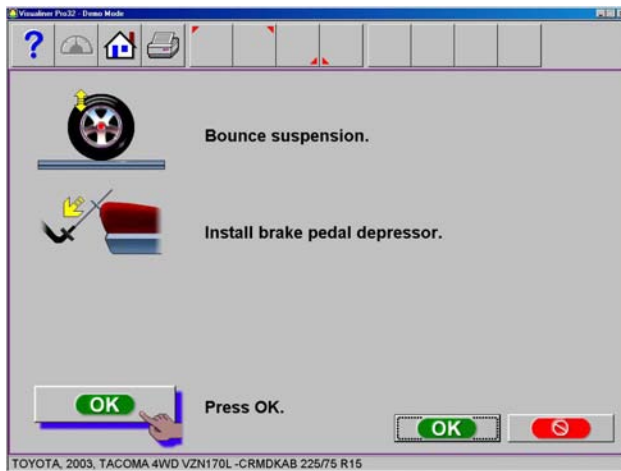 Visualiner Pro32 - Demo Mode
?
Bounce suspension.
Install brake pedal depressor.
OK
Press OK.
OK
TOYOTA, 2003, TACOMA 4WD VZN170L -CRMDKAB 225/75 R15